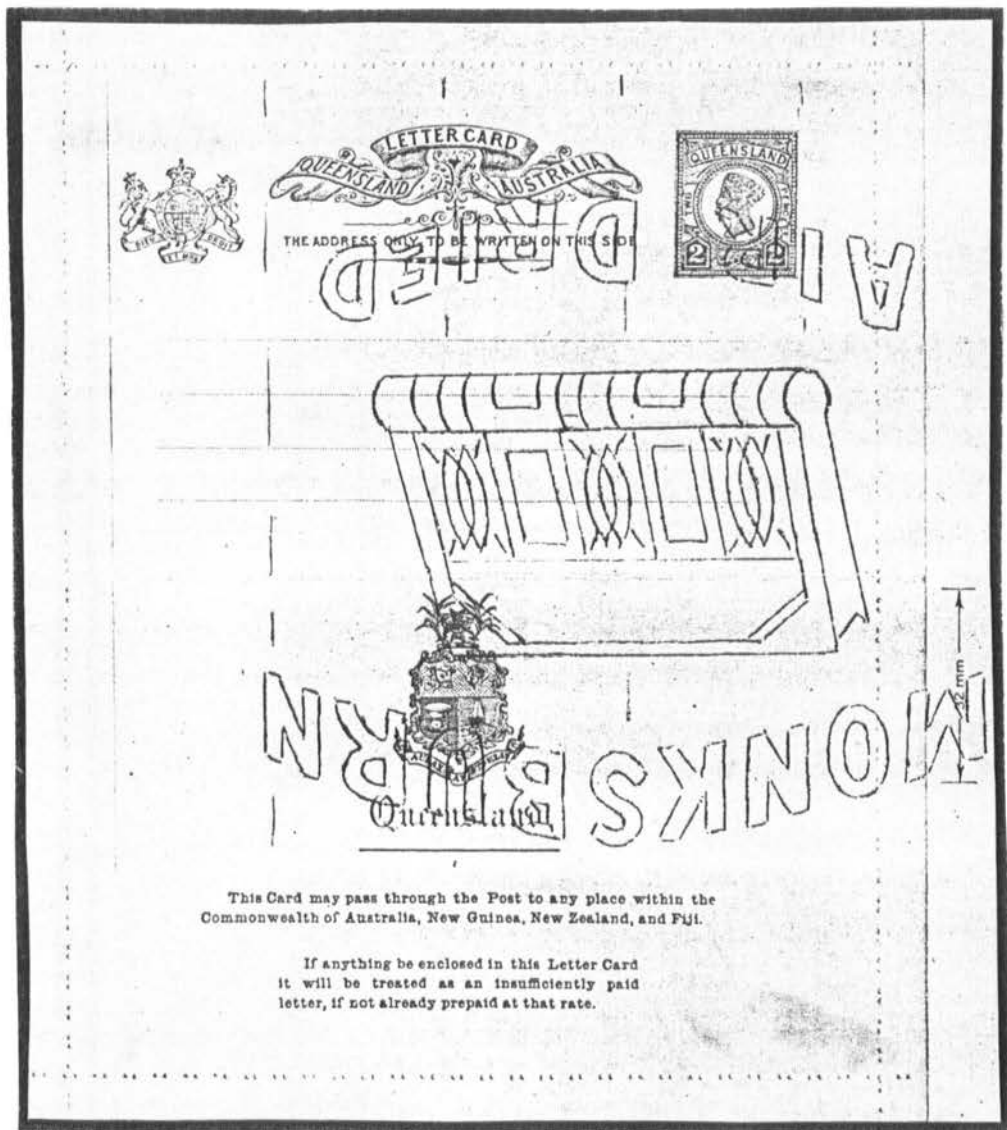 LETTER CARD
QUEENSLAND AUSTRALIA
QUEENSLAND
2 2
THE ADDRESS ONLY TO BE WRITTEN ON THIS SIDE
AIR DRIED
MONKSBURN
32 mm
Queensland
This Card may pass through the Post to any place within the
Commonwealth of Australia, New Guinea, New Zealand, and Fiji.
If anything be enclosed in this Letter Card
it will be treated as an insufficiently paid
letter, if not already prepaid at that rate.